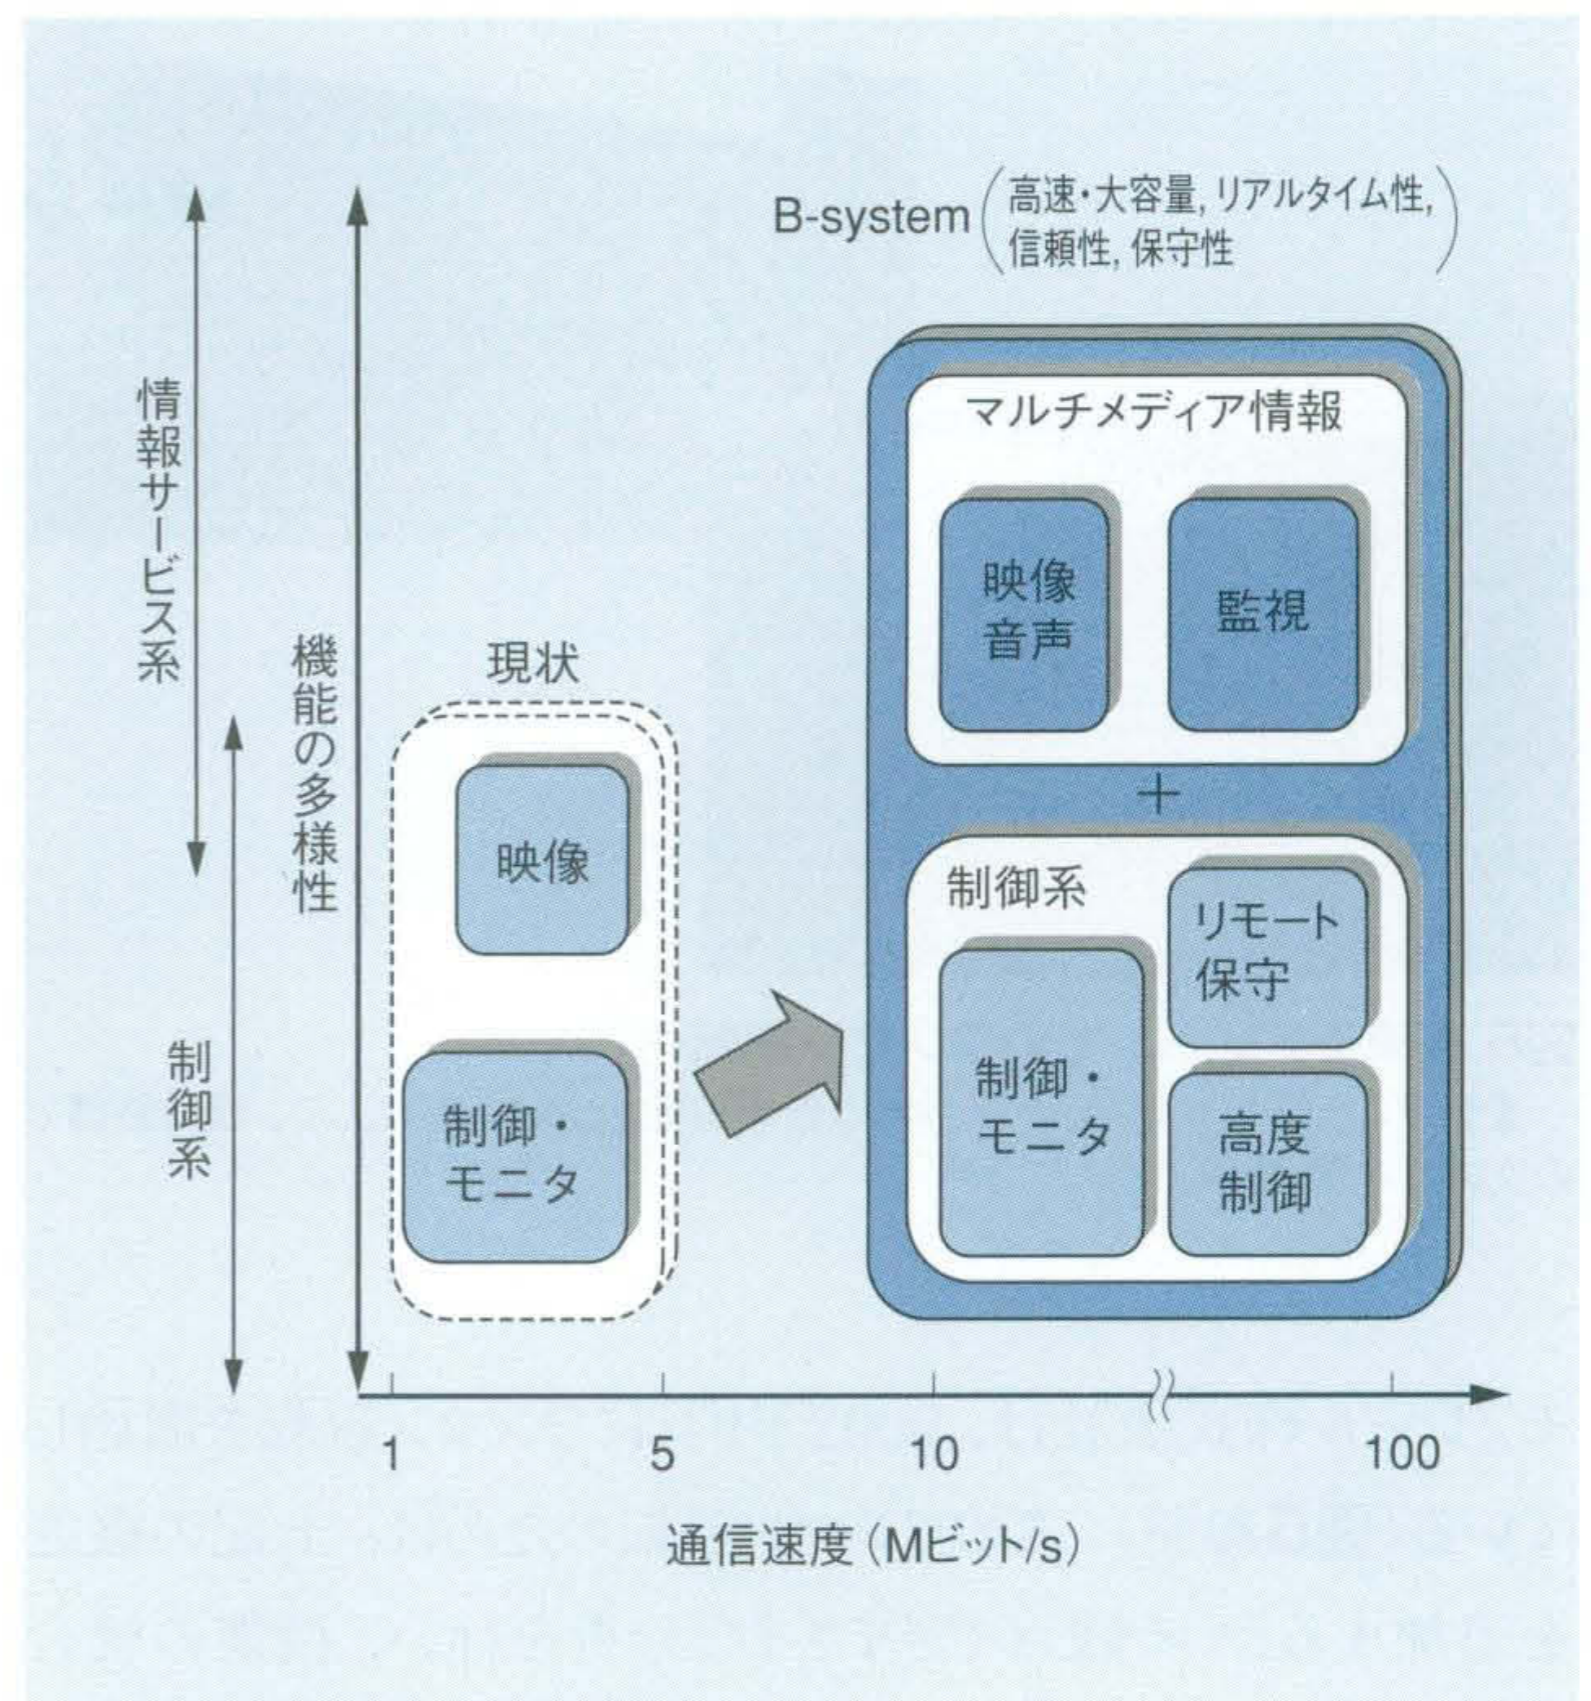 B-system
高速・大容量, リアルタイム性,
信頼性, 保守性
情報サービス系
制御系
機能の多様性
現状
映像
制御・
モニタ
マルチメディア情報
映像
音声
監視
+
制御系
制御・
モニタ
リモート
保守
高度
制御
1
5
10
100
通信速度(Mビット/s)